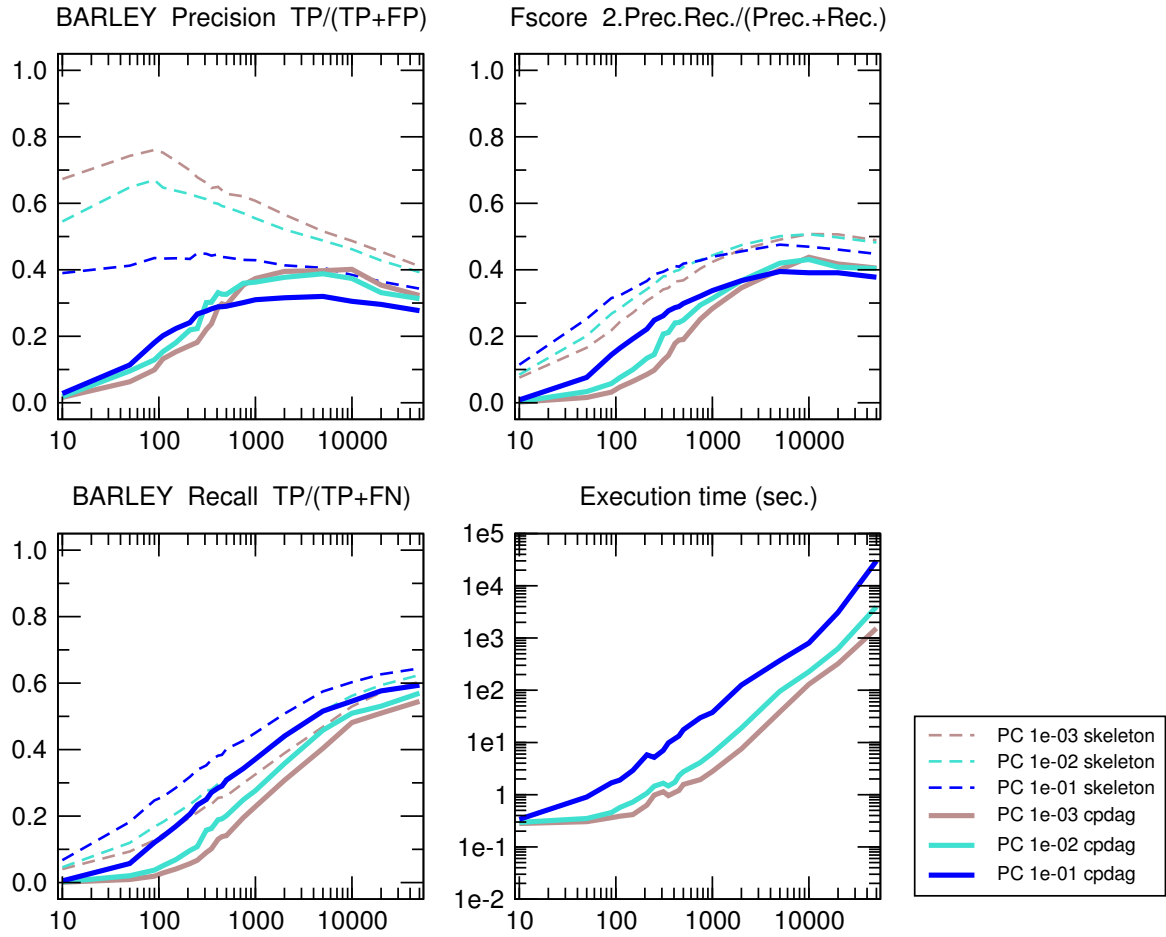 BARLEY Precision TP/(TP+FP)
1.0
0.8
0.6
0.4
0.2
0.0
10 100 1000 10000
Fscore 2.Prec.Rec./(Prec.+Rec.)
1.0
0.8
0.6
0.4
0.2
0.0
10 100 1000 10000
BARLEY Recall TP/(TP+FN)
1.0
0.8
0.6
0.4
0.2
0.0
10 100 1000 10000
Execution time (sec.)
1e5
1e4
1e3
1e2
1e1
1
1e-1
1e-2
10 100 1000 10000
PC 1e-03 skeleton
PC 1e-02 skeleton
PC 1e-01 skeleton
PC 1e-03 cpdag
PC 1e-02 cpdag
PC 1e-01 cpdag